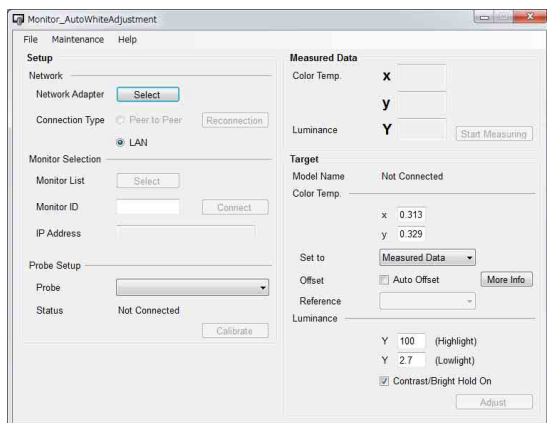 Monitor_AutoWhiteAdjustment
File Maintenance Help
Setup
Network
Network Adapter Select
Connection Type Peer to Peer Reconnection
LAN
Monitor Selection
Monitor List Select
Monitor ID Connect
IP Address
Probe Setup
Probe
Status Not Connected
Calibrate
Measured Data
Color Temp. x
y
Luminance Y Start Measuring
Target
Model Name Not Connected
Color Temp.
x 0.313
y 0.329
Set to Measured Data
Offset Auto Offset More Info
Reference
Luminance
Y 100 (Highlight)
Y 2.7 (Lowlight)
Contrast/Bright Hold On
Adjust